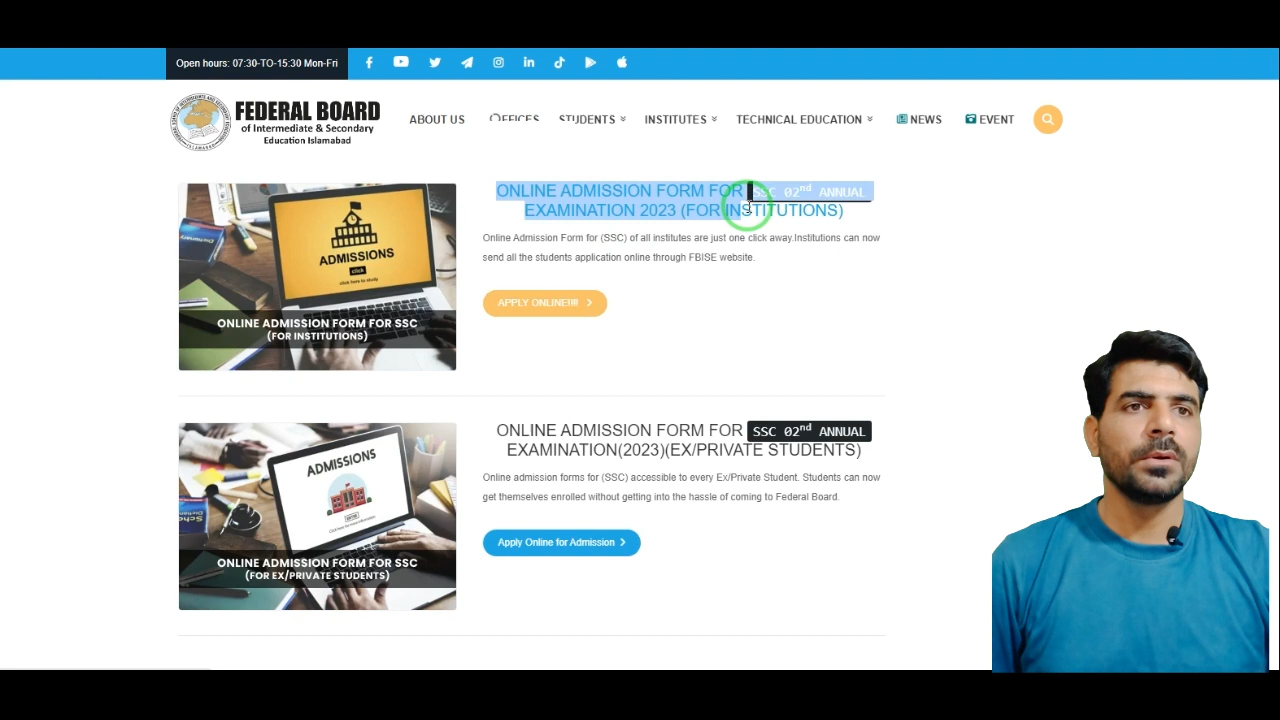 Open hours: 07:30-TO-15:30 Mon-Fri
FEDERAL BOARD
of Intermediate & Secondary
Education Islamabad
ABOUT US OFFICES STUDENTS INSTITUTES TECHNICAL EDUCATION NEWS EVENT
ADMISSIONS
click
click here to study
ONLINE ADMISSION FORM FOR SSC
(FOR INSTITUTIONS)
ONLINE ADMISSION FORM FOR SSC 02nd ANNUAL
EXAMINATION 2023 (FOR INSTITUTIONS)
Online Admission Form for (SSC) of all institutes are just one click away.Institutions can now
send all the students application online through FBISE website.
APPLY ONLINE!!!!
ADMISSIONS
ONLINE ADMISSION FORM FOR SSC
(FOR EX/PRIVATE STUDENTS)
ONLINE ADMISSION FORM FOR SSC 02nd ANNUAL
EXAMINATION(2023)(EX/PRIVATE STUDENTS)
Online admission forms for (SSC) accessible to every Ex/Private Student. Students can now
get themselves enrolled without getting into the hassle of coming to Federal Board.
Apply Online for Admission